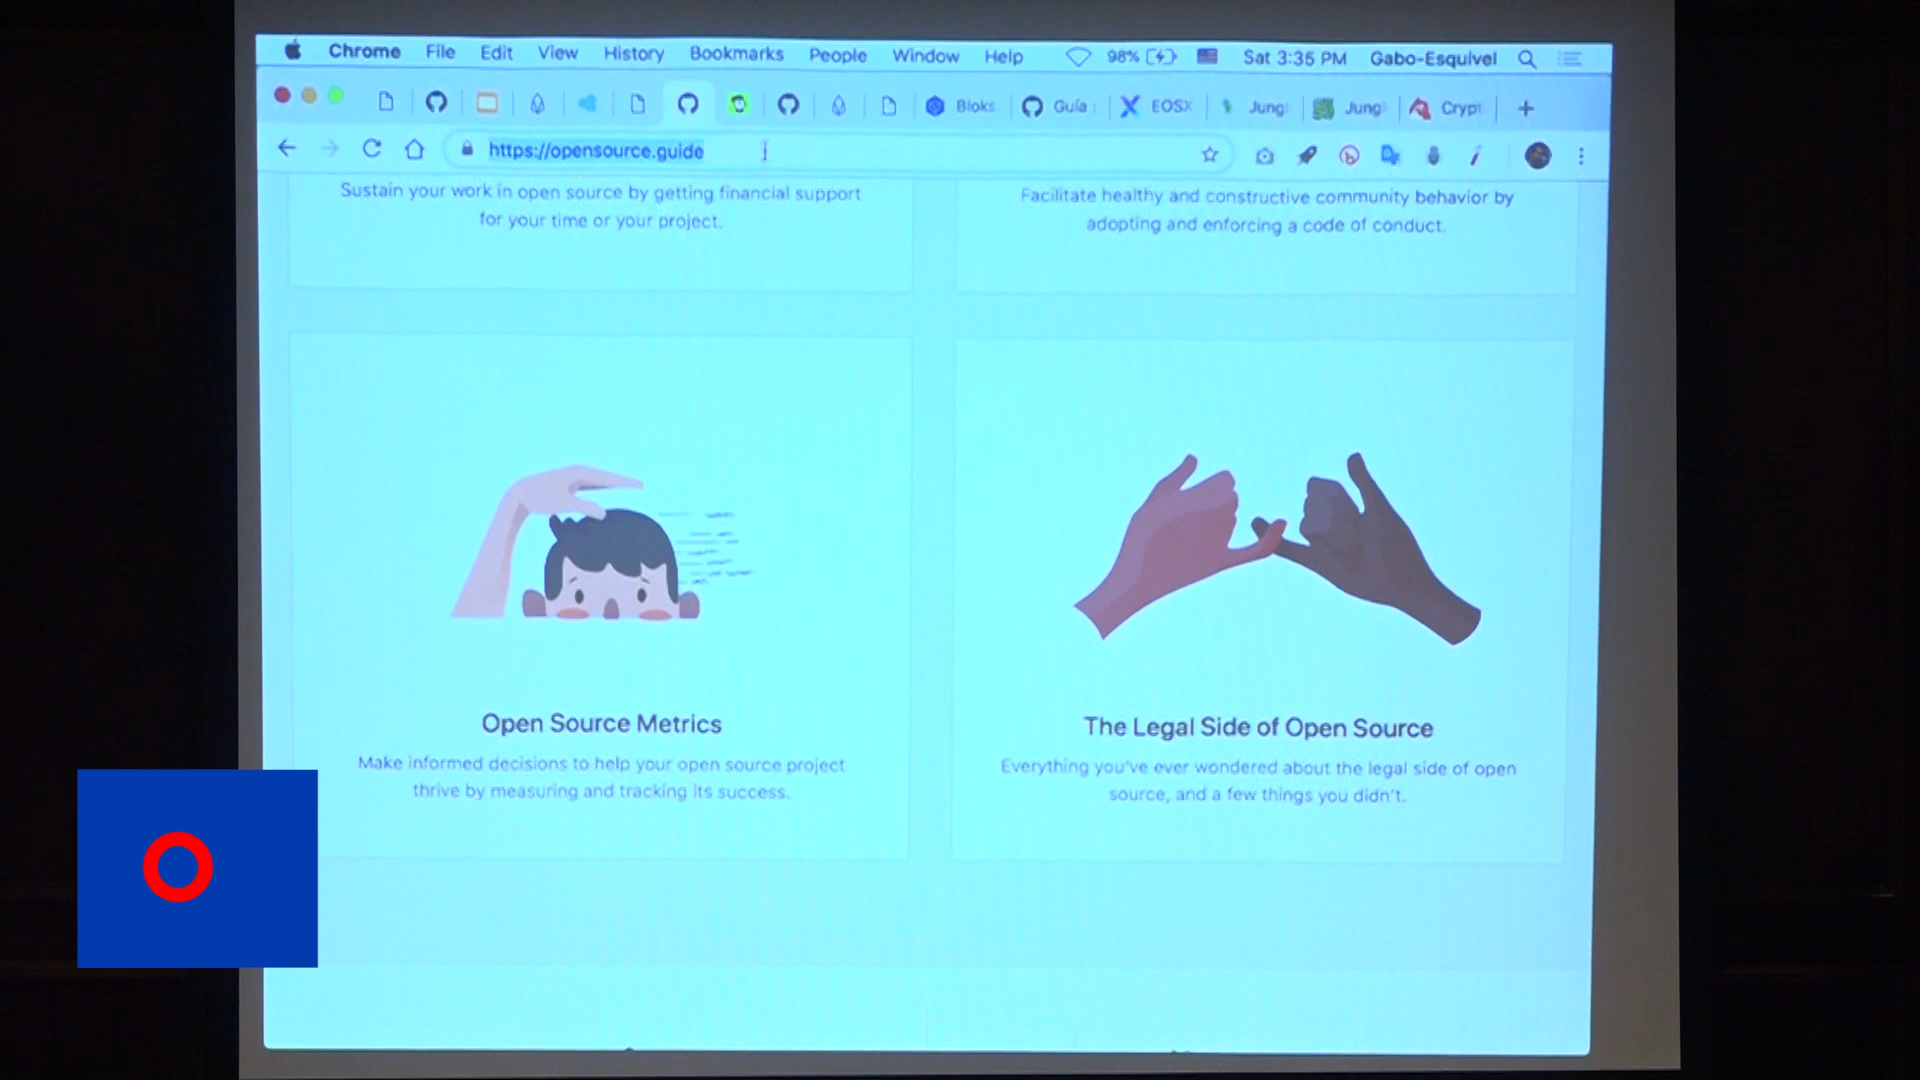 Chrome File Edit View History Bookmarks People Window Help 98% Sat 3:35 PM Gabo-Esquivel
Bloks Guía EOSX Jung Jung Crypt
https://opensource.guide
Sustain your work in open source by getting financial support
for your time or your project.
Facilitate healthy and constructive community behavior by
adopting and enforcing a code of conduct.
Open Source Metrics
Make informed decisions to help your open source project
thrive by measuring and tracking its success.
The Legal Side of Open Source
Everything you've ever wondered about the legal side of open
source, and a few things you didn't.